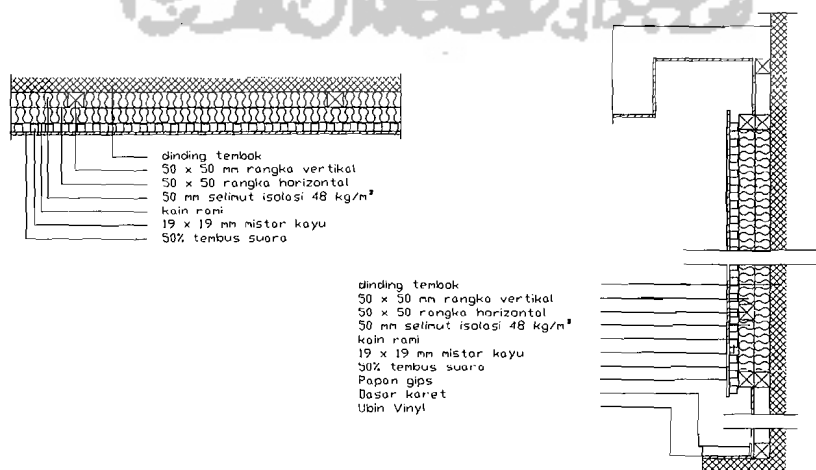 dinding tembok
50 x 50 mm rangka vertikal
50 x 50 rangka horizontal
50 mm selimut isolasi 48 kg/m³
kain rami
19 x 19 mm mistar kayu
50% tembus suara
dinding tembok
50 x 50 mm rangka vertikal
50 x 50 rangka horizontal
50 mm selimut isolasi 48 kg/m³
kain rami
19 x 19 mm mistar kayu
50% tembus suara
Papan gips
Dasar karet
Ubin Vinyl